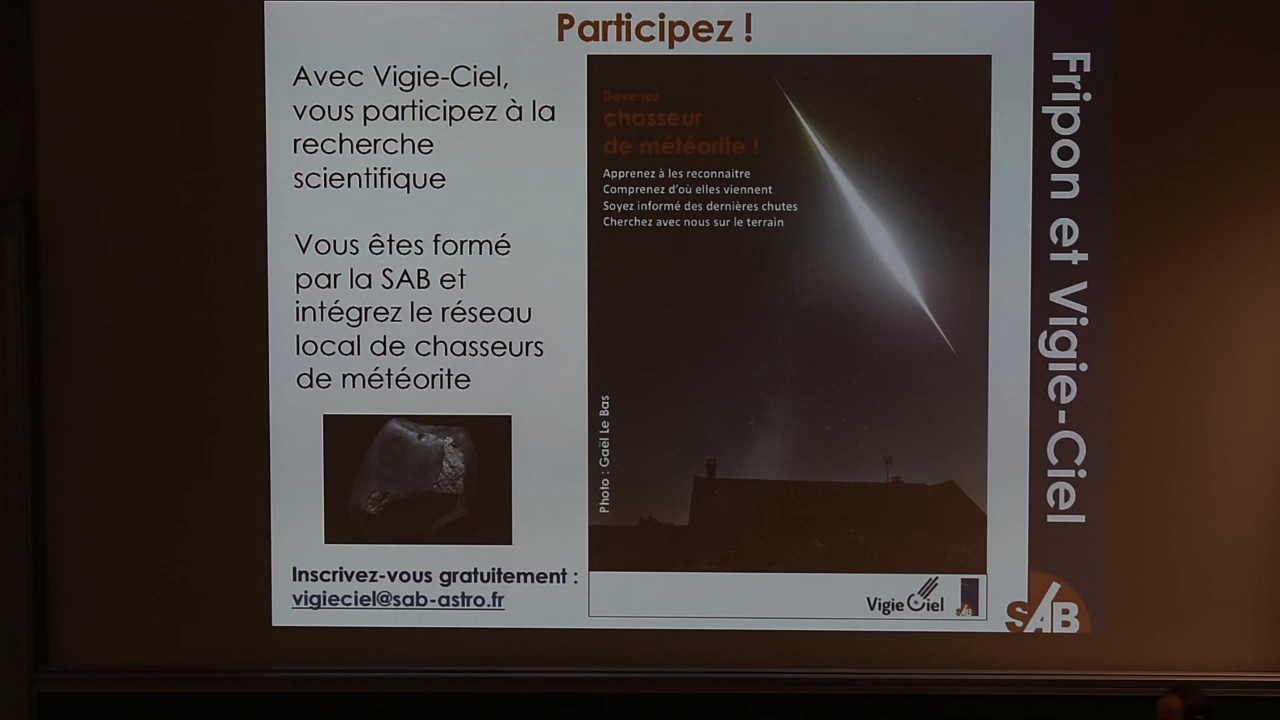 Participez !
Avec Vigie-Ciel,
vous participez à la
recherche
scientifique
Vous êtes formé
par la SAB et
intégrez le réseau
local de chasseurs
de météorite
Inscrivez-vous gratuitement :
vigieciel@sab-astro.fr
Devenez
chasseur
de météorite !
Apprenez à les reconnaitre
Comprenez d'où elles viennent
Soyez informé des dernières chutes
Cherchez avec nous sur le terrain
Photo : Gaël Le Bas
Vigie Ciel
SAB
Fripon et Vigie-Ciel
SAB